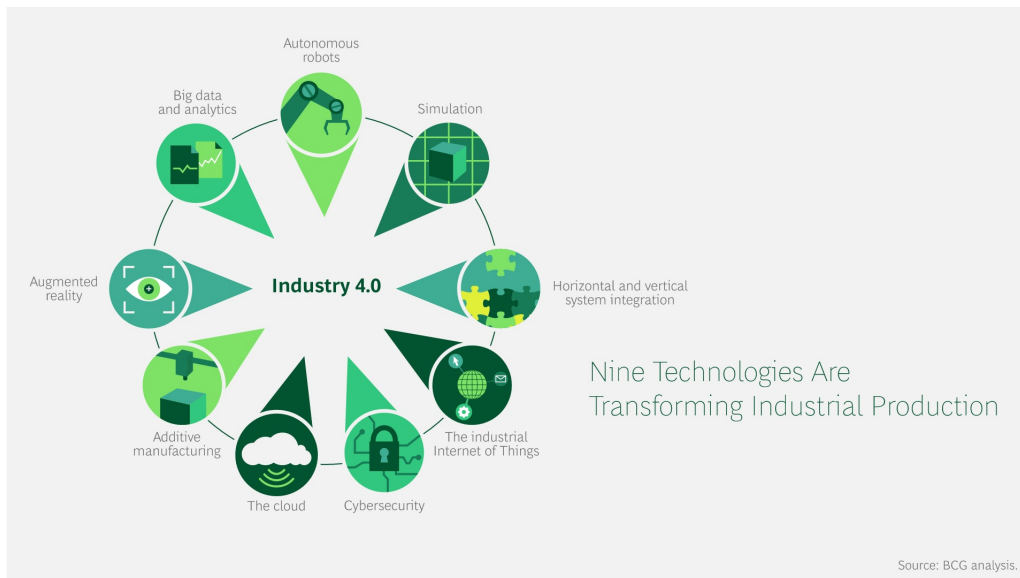 Autonomous
robots
Big data
and analytics
Simulation
Augmented
reality
Industry 4.0
Horizontal and vertical
system integration
Nine Technologies Are
Transforming Industrial Production
Additive
manufacturing
The industrial
Internet of Things
The cloud
Cybersecurity
Source: BCG analysis.